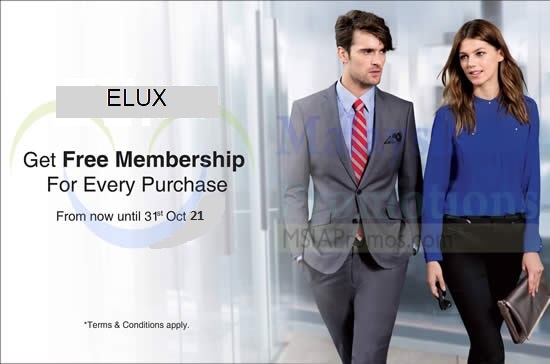 ELUX
Get Free Membership
For Every Purchase
From now until 31st Oct 21
MSIAPromos.com
*Terms & Conditions apply.